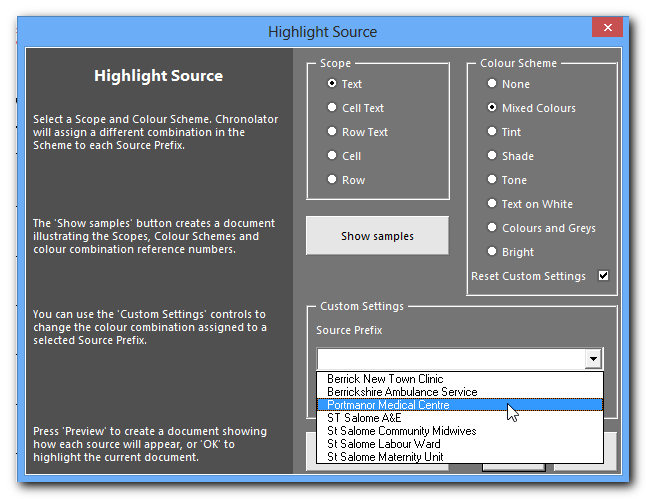 Highlight Source
Highlight Source
Select a Scope and Colour Scheme. Chronolator
will assign a different combination in the
Scheme to each Source Prefix.
The 'Show samples' button creates a document
illustrating the Scopes, Colour Schemes and
colour combination reference numbers.
You can use the 'Custom Settings' controls to
change the colour combination assigned to a
selected Source Prefix.
Press 'Preview' to create a document showing
how each source will appear, or 'OK' to
highlight the current document.
Scope
Text
Cell Text
Row Text
Cell
Row
Show samples
Colour Scheme
None
Mixed Colours
Tint
Shade
Tone
Text on White
Colours and Greys
Bright
Reset Custom Settings
Custom Settings
Source Prefix
Berrick New Town Clinic
Berrickshire Ambulance Service
Portmanor Medical Centre
ST Salome A&E
St Salome Community Midwives
St Salome Labour Ward
St Salome Maternity Unit